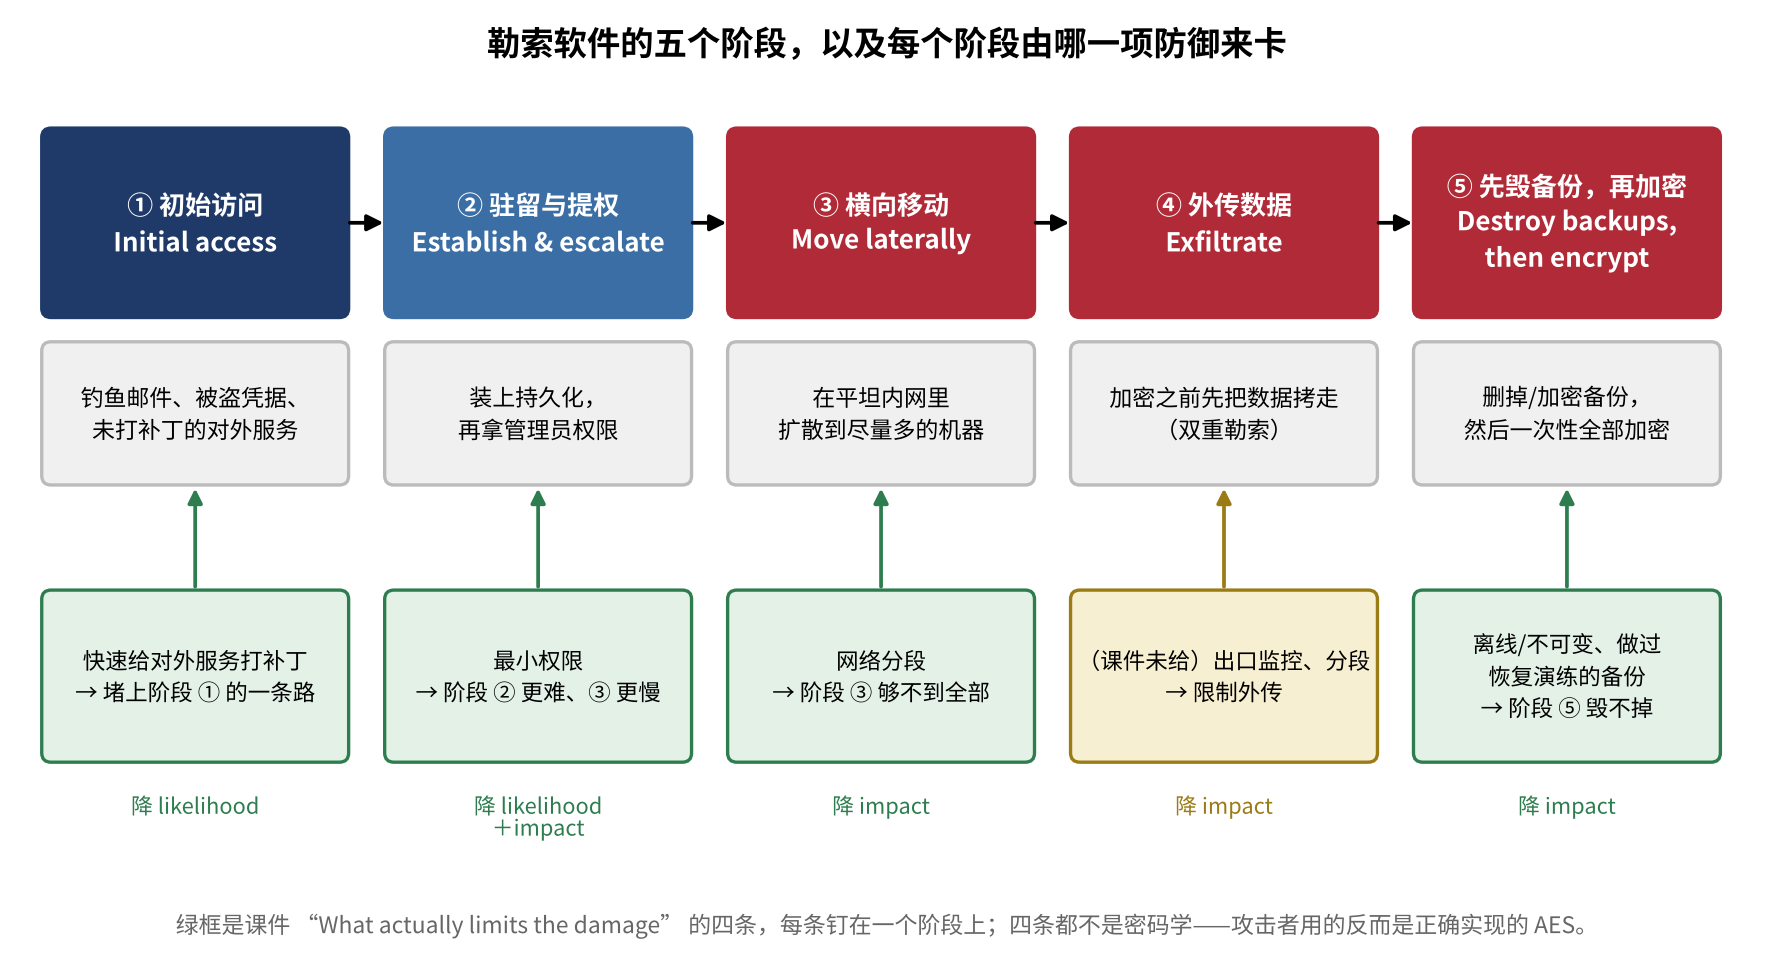 勒索软件的五个阶段，以及每个阶段由哪一项防御来卡
① 初始访问
Initial access
② 驻留与提权
Establish & escalate
③ 横向移动
Move laterally
④ 外传数据
Exfiltrate
⑤ 先毁备份，再加密
Destroy backups,
then encrypt
钓鱼邮件、被盗凭据、
未打补丁的对外服务
装上持久化，
再拿管理员权限
在平坦内网里
扩散到尽量多的机器
加密之前先把数据拷走
（双重勒索）
删掉/加密备份，
然后一次性全部加密
快速给对外服务打补丁
→ 堵上阶段 ① 的一条路
最小权限
→ 阶段 ② 更难、③ 更慢
网络分段
→ 阶段 ③ 够不到全部
（课件未给）出口监控、分段
→ 限制外传
离线/不可变、做过
恢复演练的备份
→ 阶段 ⑤ 毁不掉
降 likelihood
降 likelihood
＋impact
降 impact
降 impact
降 impact
绿框是课件 “What actually limits the damage” 的四条，每条钉在一个阶段上；四条都不是密码学——攻击者用的反而是正确实现的 AES。